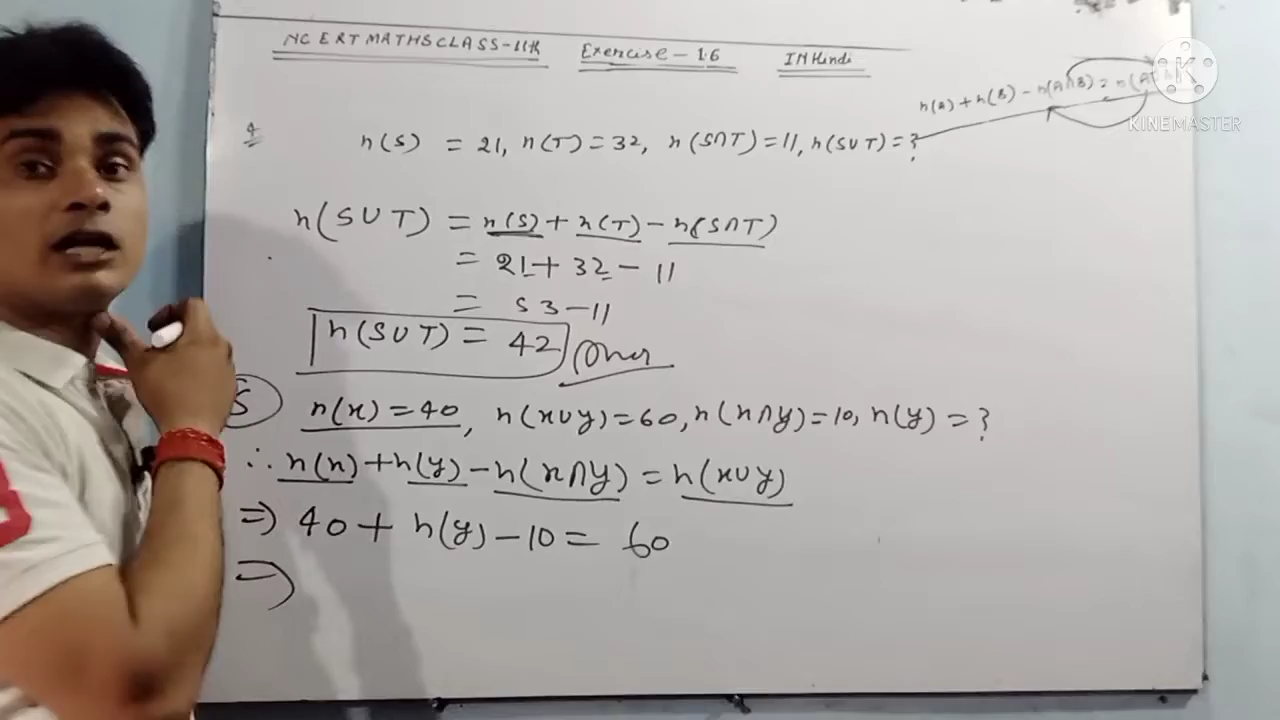 NCERT MATHS CLASS-11th Exercise-1.6 IN Hindi
n(A) + n(B) - n(A∩B) = n(A
KINEMASTER
4 n(S) = 21, n(T) = 32, n(S∩T) = 11, n(S∪T) = ?
n(S∪T) = n(S) + n(T) - n(S∩T)
= 21 + 32 - 11
= 53 - 11
n(S∪T) = 42 Ans
5 n(x) = 40, n(x∪y) = 60, n(x∩y) = 10, n(y) = ?
∴ n(x) + n(y) - n(x∩y) = n(x∪y)
⇒ 40 + n(y) - 10 = 60
⇒